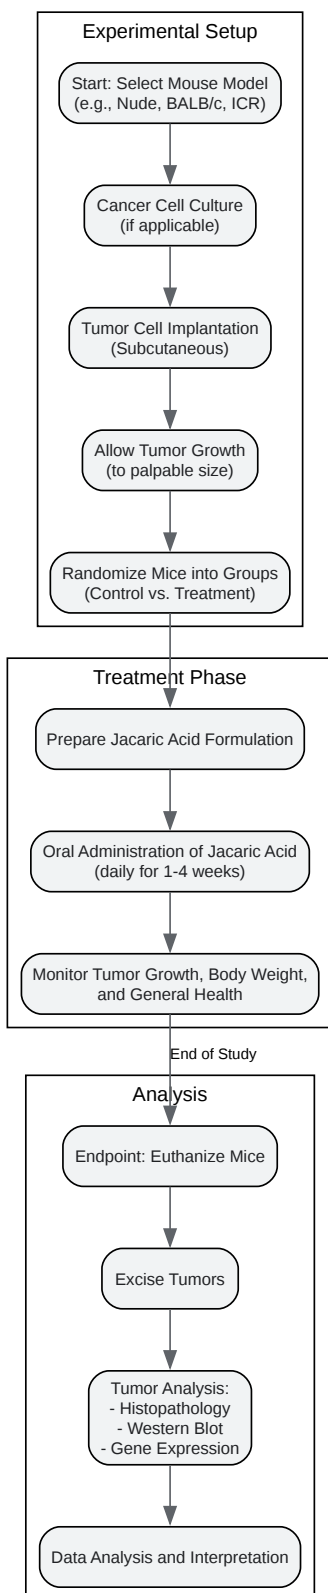 Experimental Setup
Start: Select Mouse Model
(e.g., Nude, BALB/c, ICR)
Cancer Cell Culture
(if applicable)
Tumor Cell Implantation
(Subcutaneous)
Allow Tumor Growth
(to palpable size)
Randomize Mice into Groups
(Control vs. Treatment)
Treatment Phase
Prepare Jacaric Acid Formulation
Oral Administration of Jacaric Acid
(daily for 1-4 weeks)
Monitor Tumor Growth, Body Weight,
and General Health
End of Study
Analysis
Endpoint: Euthanize Mice
Excise Tumors
Tumor Analysis:
- Histopathology
- Western Blot
- Gene Expression
Data Analysis and Interpretation